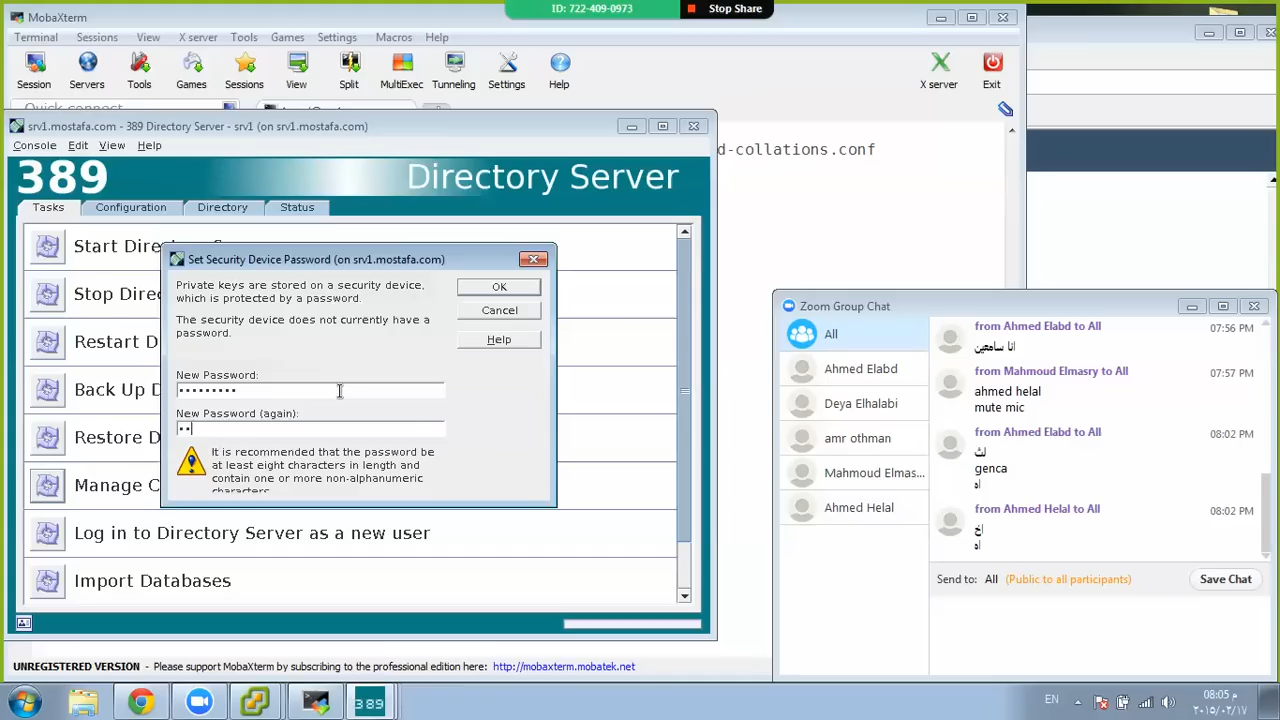 ID: 722-409-0973
Stop Share
MobaXterm
Terminal Sessions View X server Tools Games Settings Macros Help
Session Servers Tools Games Sessions View Split MultiExec Tunneling Settings Help X server Exit
Quick connect
srv1.mostafa.com - 389 Directory Server - srv1 (on srv1.mostafa.com)
Console Edit View Help
d-collations.conf
389 Directory Server
Tasks Configuration Directory Status
Start Dire
Stop Dire
Restart D
Back Up D
Restore D
Manage C
Log in to Directory Server as a new user
Import Databases
Set Security Device Password (on srv1.mostafa.com)
Private keys are stored on a security device,
which is protected by a password.
The security device does not currently have a
password.
OK
Cancel
Help
New Password:
•••••••••
New Password (again):
••
It is recommended that the password be
at least eight characters in length and
contain one or more non-alphanumeric
characters.
Zoom Group Chat
All
Ahmed Elabd
Deya Elhalabi
amr othman
Mahmoud Elmas...
Ahmed Helal
from Ahmed Elabd to All 07:56 PM
انا سامعين
from Mahmoud Elmasry to All 07:57 PM
ahmed helal
mute mic
from Ahmed Elabd to All 08:02 PM
لث
genca
اه
from Ahmed Helal to All 08:02 PM
اخ
اه
Send to: All (Public to all participants) Save Chat
UNREGISTERED VERSION - Please support MobaXterm by subscribing to the professional edition here: http://mobaxterm.mobatek.net
389
EN
08:05 م
٢٠١٥/٠٢/١٧